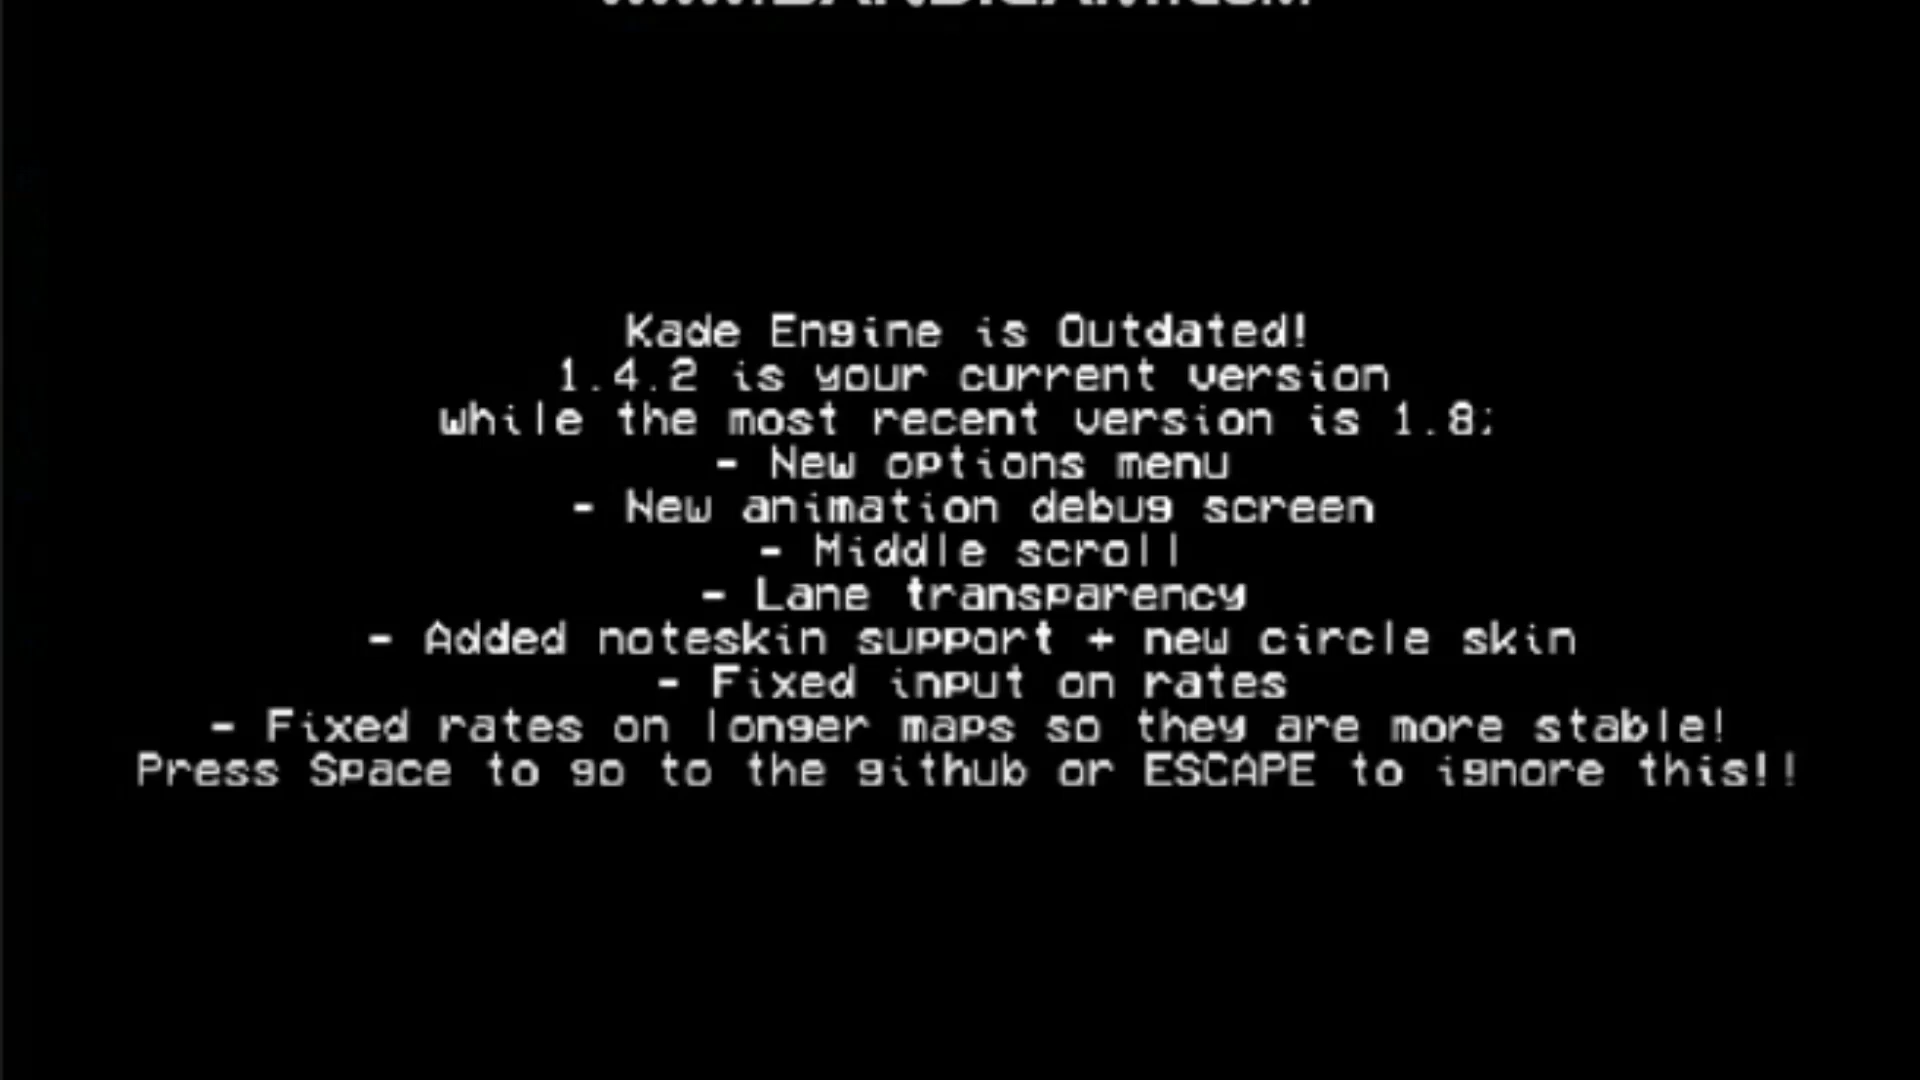 Kade Engine is Outdated!
1.4.2 is your current version
while the most recent version is 1.8;
- New options menu
- New animation debug screen
- Middle scroll
- Lane transparency
- Added noteskin support + new circle skin
- Fixed input on rates
- Fixed rates on longer maps so they are more stable!
Press Space to go to the github or ESCAPE to ignore this!!